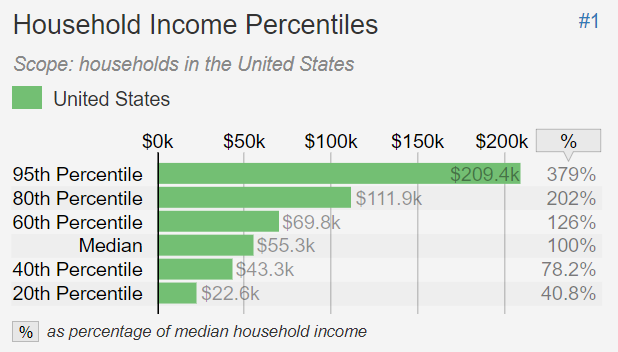 Household Income Percentiles #1
Scope: households in the United States
United States
$0k $50k $100k $150k $200k %
95th Percentile $209.4k 379%
80th Percentile $111.9k 202%
60th Percentile $69.8k 126%
Median $55.3k 100%
40th Percentile $43.3k 78.2%
20th Percentile $22.6k 40.8%
% as percentage of median household income